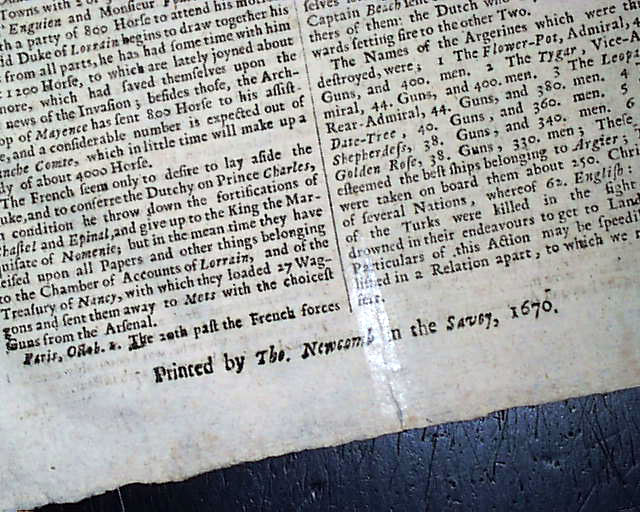 Towns with
Enguien and Monsieur
with a party of 800 Horse to attend his motion
Duke of Lorrain begins to draw together his
from all parts, he has had some time with him
1200 Horse, to which are lately joyned about
more, which had saved themselves upon the
news of the Invasion; besides those, the Arch-
op of Mayence has sent 800 Horse to his assist-
and a considerable number is expected out of
anche Comte, which in little time will make up a
dy of about 4000 Horse.
The French seem only to desire to lay aside the
uke, and to conferre the Dutchy on Prince Charles,
condition he throw down the fortifications of
Chastel and Epinal, and give up to the King the Mar-
quisate of Nomenie; but in the mean time they have
seised upon all Papers and other things belonging
to the Chamber of Accounts of Lorrain, and of the
Treasury of Nancy, with which they loaded 27 Wag-
gons and sent them away to Mets with the choicest
Guns from the Arsenal.
Paris, Octob. 4. The 20th past the French forces
selves
Captain Beach sent
thers of them: the Dutch who
wards setting fire to the other Two.
The Names of the Argerines which were th
destroyed, were; 1 The Flower-Pot, Admiral,
Guns, and 400. men. 2 The Tygar, Vice-A
miral, 44. Guns, and 400. men. 3 The Leopa
Rear-Admiral, 44. Guns, and 380. men. 4
Date-Tree, 40. Guns, and 360. men. 5
Shepherdess, 38. Guns, and 340. men. 6
Golden Rose, 38. Guns, 330. men; These
esteemed the best ships belonging to Argier;
were taken on board them about 250. Chri
of several Nations, whereof 62. English:
of the Turks were killed in the fight
drowned in their endeavours to get to Land
Particulars of this Action may be speedi
listed in a Relation apart, to which we
fer.
Printed by Tho. Newcomb in the Savoy, 1670.